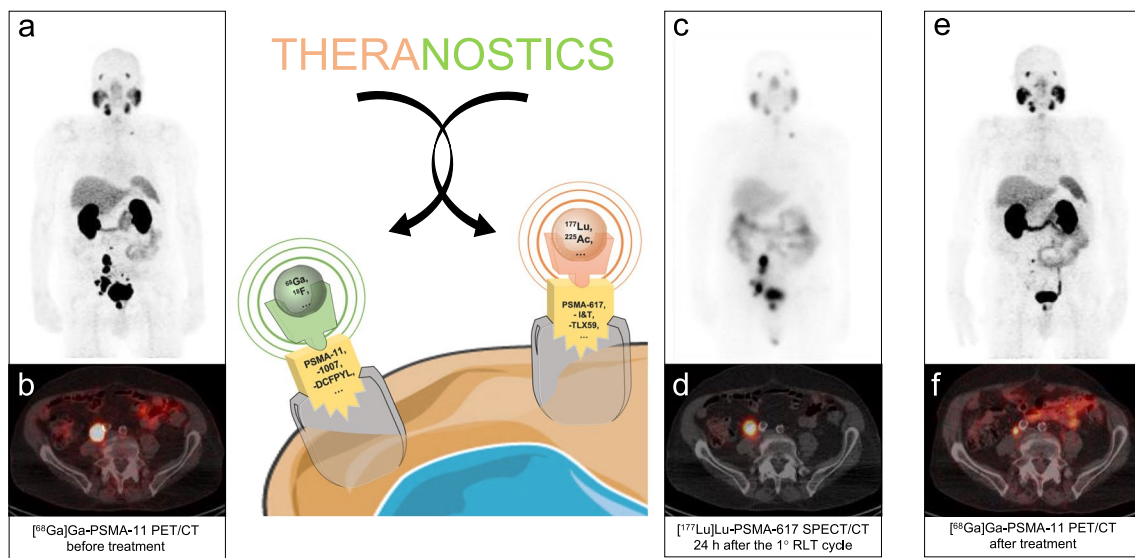 a
THERANOSTICS
c
e
¹⁷⁷Lu,
²²⁵Ac,
...
⁶⁸Ga,
¹⁸F,
...
PSMA-617,
- I&T,
-TLX59,
...
PSMA-11,
-1007,
-DCFPYL,
...
b
d
f
[⁶⁸Ga]Ga-PSMA-11 PET/CT
before treatment
[¹⁷⁷Lu]Lu-PSMA-617 SPECT/CT
24 h after the 1° RLT cycle
[⁶⁸Ga]Ga-PSMA-11 PET/CT
after treatment